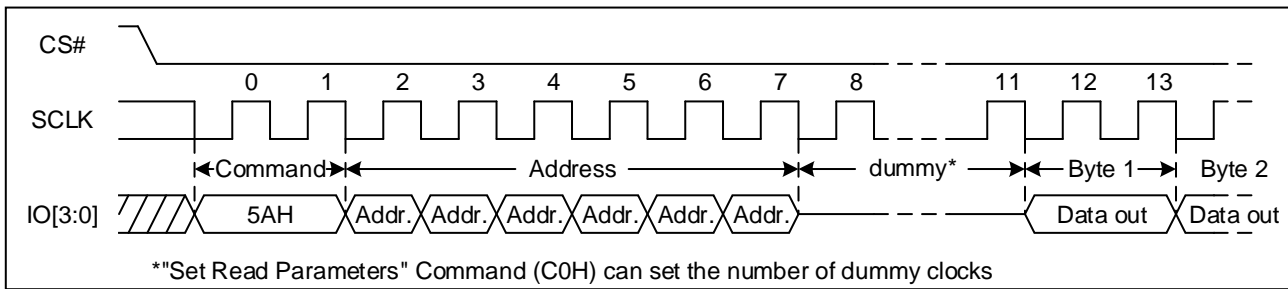 CS#
0 1 2 3 4 5 6 7 8 11 12 13
SCLK
Command Address dummy* Byte 1 Byte 2
IO[3:0] 5AH Addr. Addr. Addr. Addr. Addr. Addr. Data out Data out
*"Set Read Parameters" Command (C0H) can set the number of dummy clocks